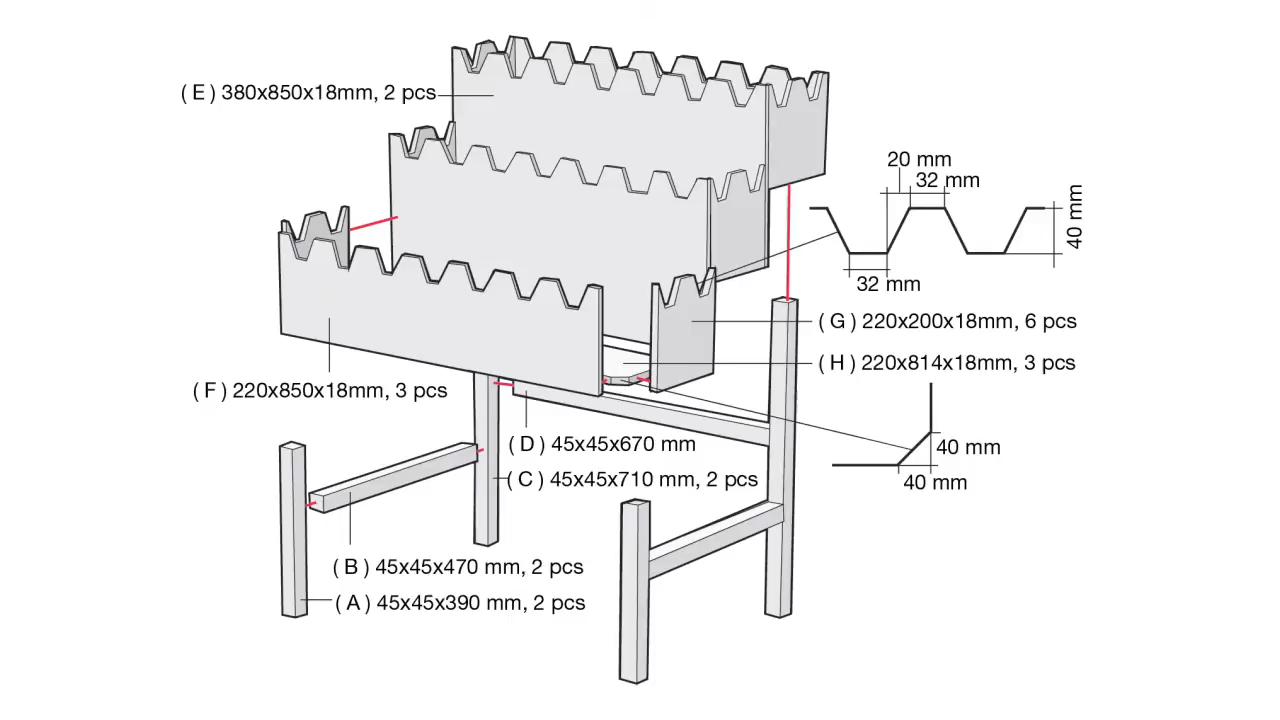 ( E ) 380x850x18mm, 2 pcs
20 mm
32 mm
40 mm
32 mm
( G ) 220x200x18mm, 6 pcs
( H ) 220x814x18mm, 3 pcs
( F ) 220x850x18mm, 3 pcs
( D ) 45x45x670 mm
40 mm
( C ) 45x45x710 mm, 2 pcs
40 mm
( B ) 45x45x470 mm, 2 pcs
( A ) 45x45x390 mm, 2 pcs